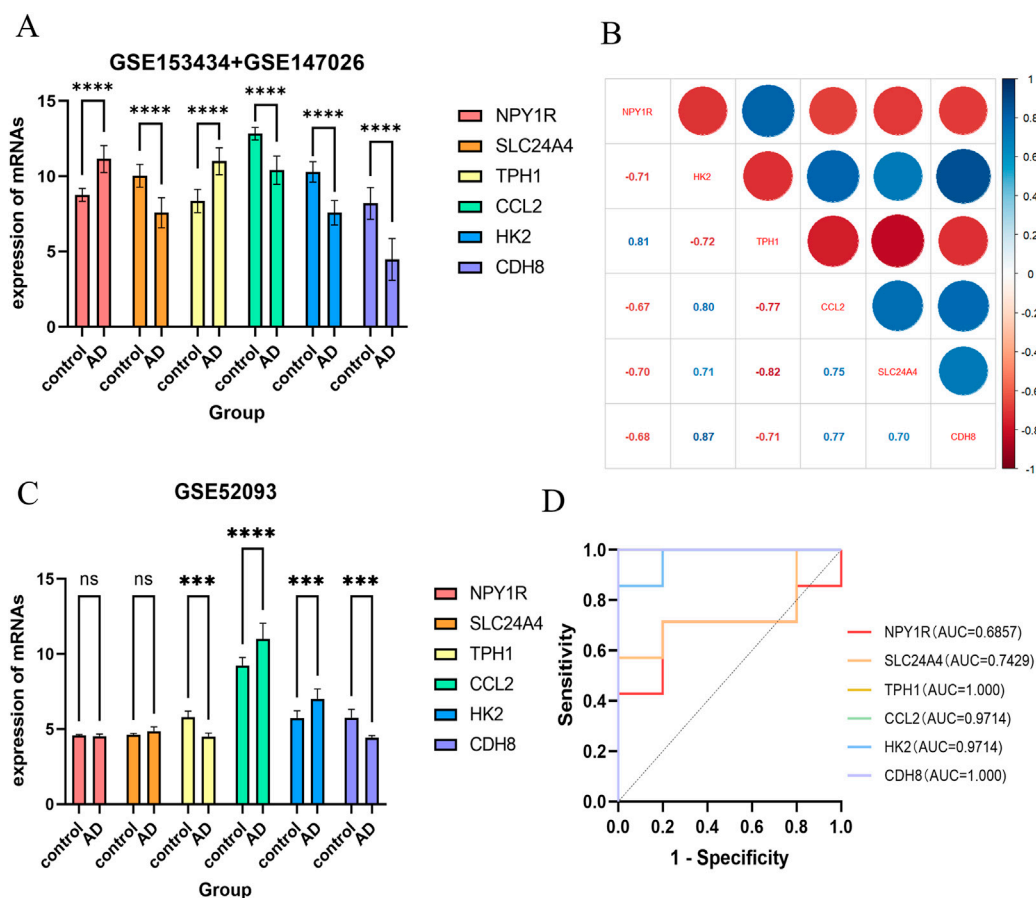 A
GSE153434+GSE147026
**** **** **** **** **** ****
expression of mRNAs
15
10
5
0
control AD control AD control AD control AD control AD control AD
Group
NPY1R
SLC24A4
TPH1
CCL2
HK2
CDH8
B
NPY1R
-0.71 HK2
0.81 -0.72 TPH1
-0.67 0.80 -0.77 CCL2
-0.70 0.71 -0.82 0.75 SLC24A4
-0.68 0.87 -0.71 0.77 0.70 CDH8
1
0.8
0.6
0.4
0.2
0
-0.2
-0.4
-0.6
-0.8
-1
C
GSE52093
ns ns *** **** *** ***
expression of mRNAs
15
10
5
0
control AD control AD control AD control AD control AD control AD
Group
NPY1R
SLC24A4
TPH1
CCL2
HK2
CDH8
D
Sensitivity
1.0
0.8
0.6
0.4
0.2
0.0
0.0 0.2 0.4 0.6 0.8 1.0
1 - Specificity
NPY1R(AUC=0.6857)
SLC24A4(AUC=0.7429)
TPH1(AUC=1.000)
CCL2(AUC=0.9714)
HK2(AUC=0.9714)
CDH8(AUC=1.000)